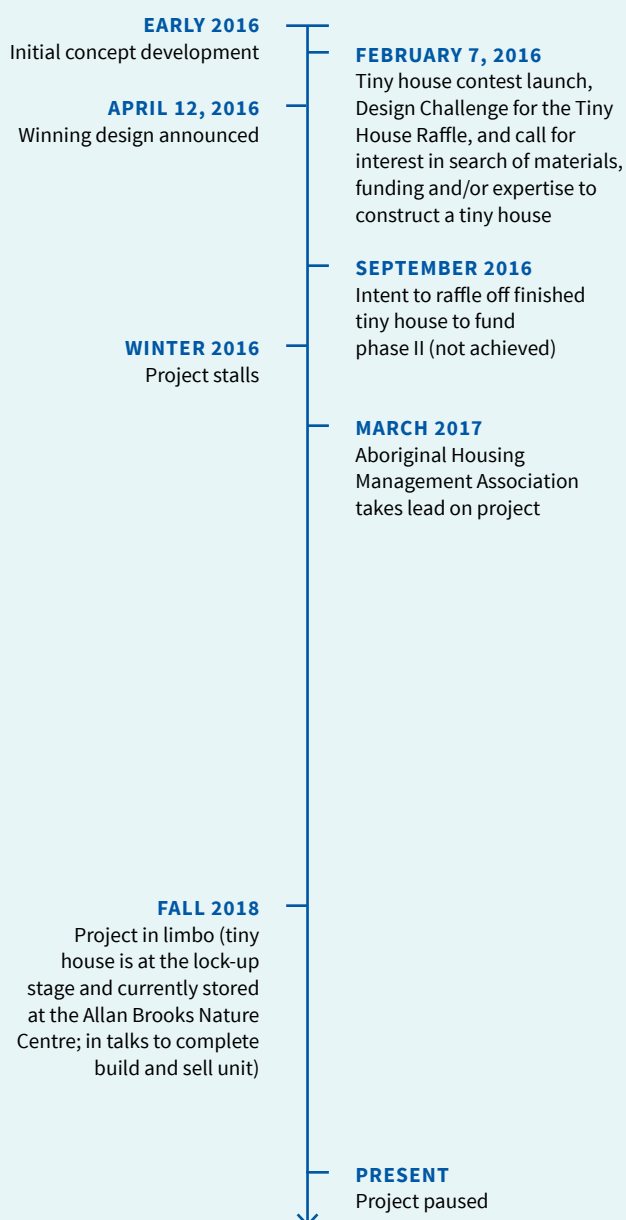 EARLY 2016
Initial concept development
FEBRUARY 7, 2016
Tiny house contest launch,
Design Challenge for the Tiny
House Raffle, and call for
interest in search of materials,
funding and/or expertise to
construct a tiny house
APRIL 12, 2016
Winning design announced
SEPTEMBER 2016
Intent to raffle off finished
tiny house to fund
phase II (not achieved)
WINTER 2016
Project stalls
MARCH 2017
Aboriginal Housing
Management Association
takes lead on project
FALL 2018
Project in limbo (tiny
house is at the lock-up
stage and currently stored
at the Allan Brooks Nature
Centre; in talks to complete
build and sell unit)
PRESENT
Project paused